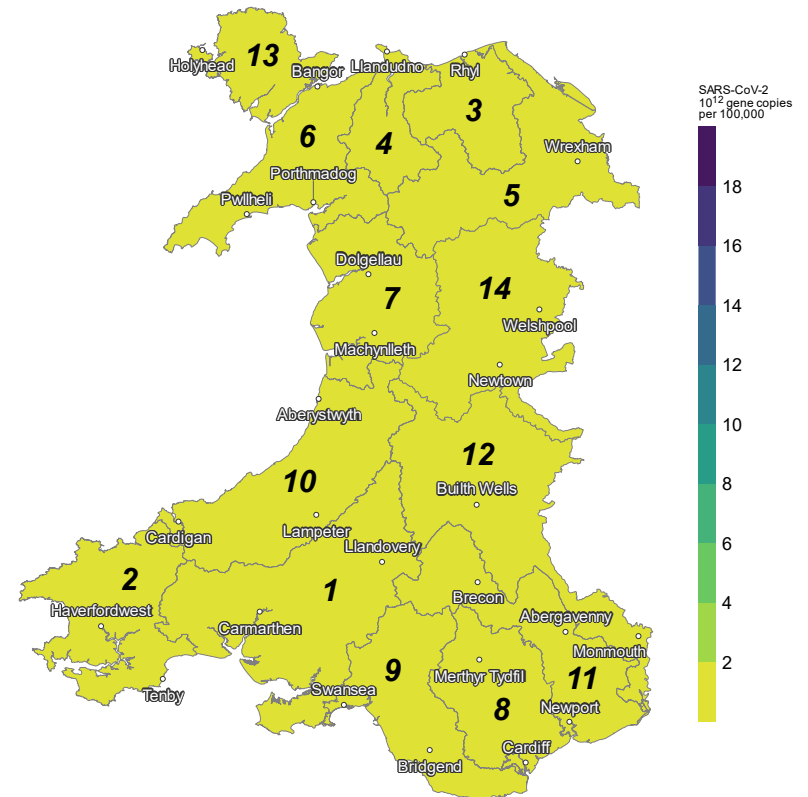 13
Holyhead
Bangor
Llandudno
Rhyl
SARS-CoV-2
10¹² gene copies
per 100,000
3
6
4
Wrexham
Porthmadog
18
Pwllheli
5
16
Dolgellau
14
7
14
Welshpool
Machynlleth
12
Newtown
Aberystwyth
10
12
10
Builth Wells
8
Lampeter
Cardigan
Llandovery
6
2
1
Brecon
4
Haverfordwest
Abergavenny
Carmarthen
Monmouth
2
9
Merthyr Tydfil
11
Tenby
Swansea
8
Newport
Cardiff
Bridgend